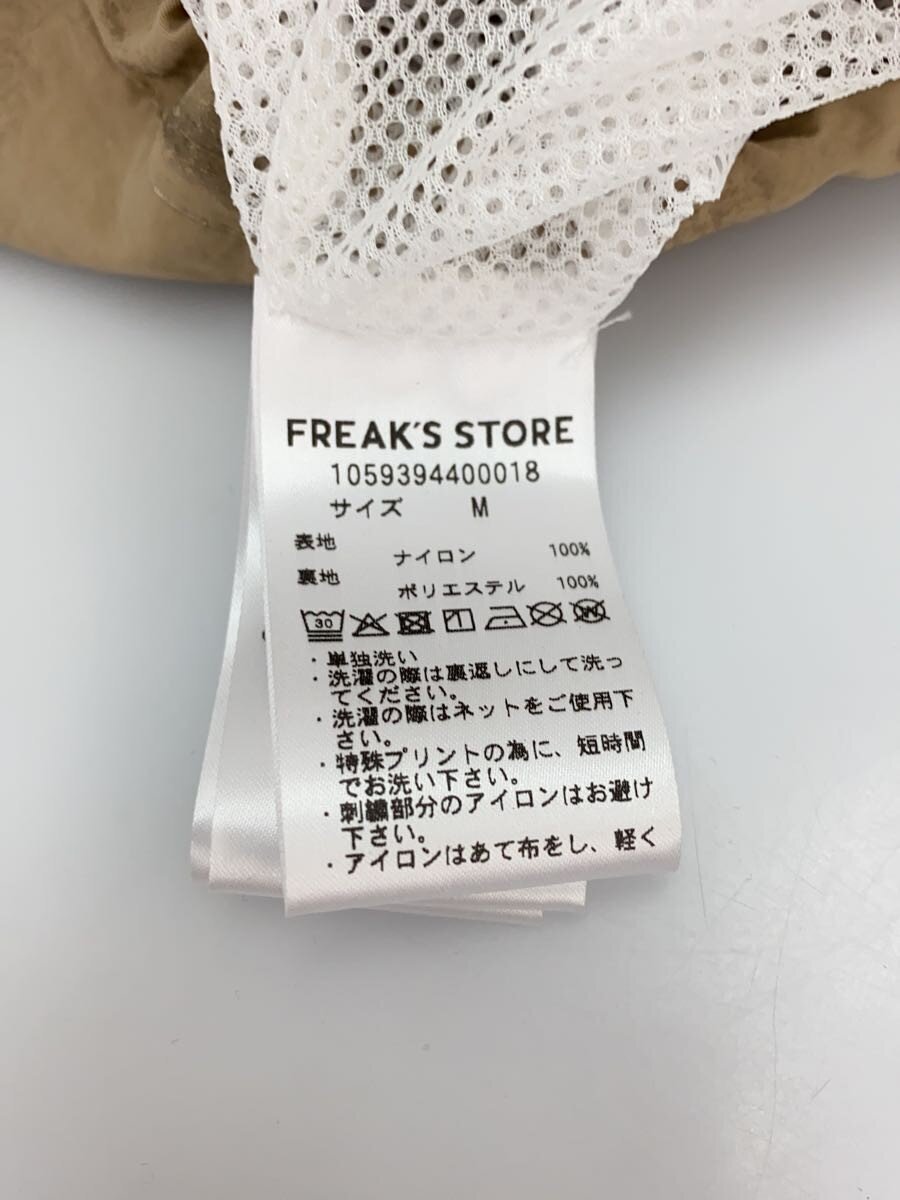 FREAK'S STORE
1059394400018
サイズ M
表地 ナイロン 100%
裏地 ポリエステル 100%
30
・単独洗い
・洗濯の際は裏返しにして洗っ
てください。
・洗濯の際はネットをご使用下
さい。
・特殊プリントの為に、短時間
でお洗い下さい。
・刺繍部分のアイロンはお避け
下さい。
・アイロンはあて布をし、軽く